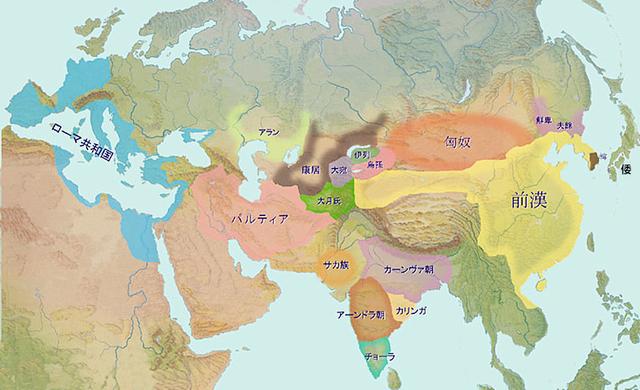 鮮卑
夫餘
アラン
匈奴
ローマ共和国
伊列
烏孫
康居
大宛
倭
大月氏
前漢
パルティア
サカ族
カーンヴァ朝
アーンドラ朝
カリンガ
チョーラ